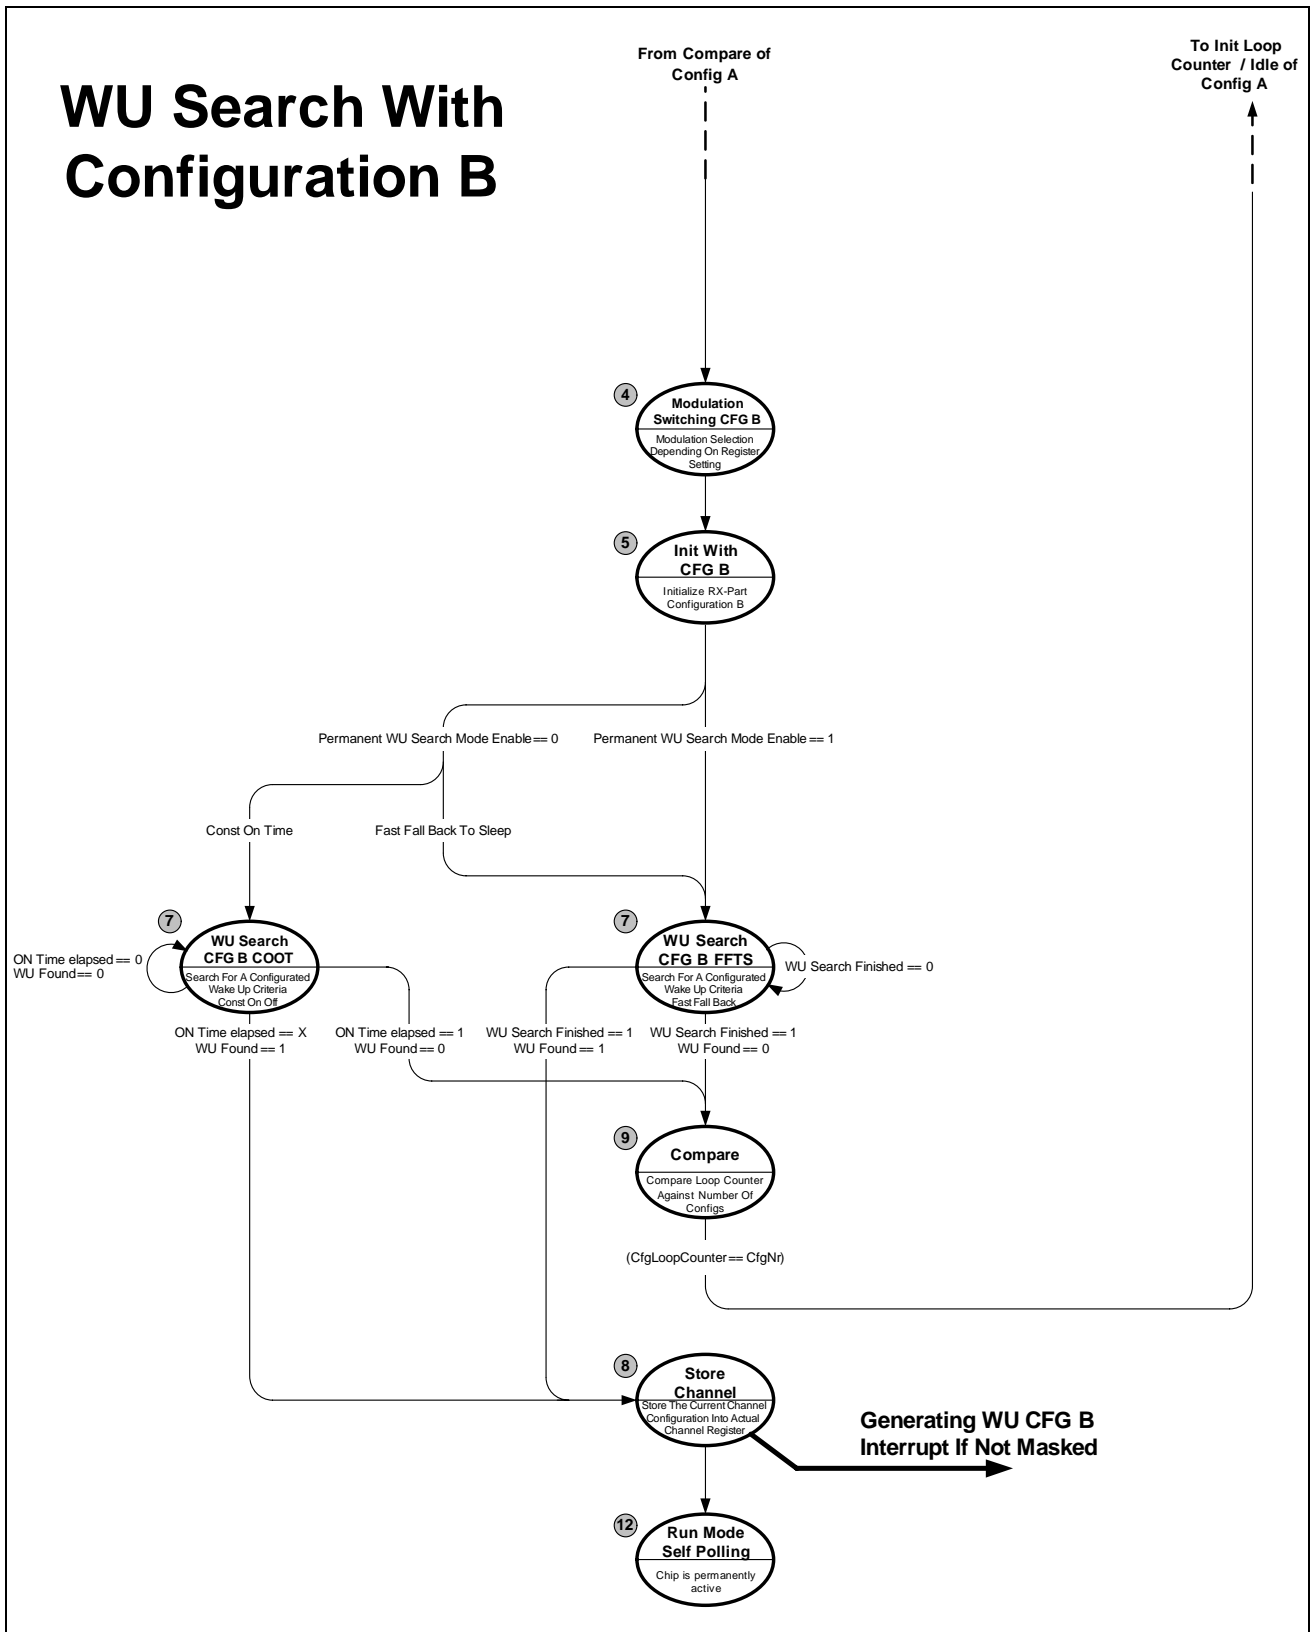 From Compare of
Config A
To Init Loop
Counter / Idle of
Config A
WU Search With
Configuration B
4
Modulation
Switching CFG B
Modulation Selection
Depending On Register
Setting
5
Init With
CFG B
Initialize RX-Part
Configuration B
Permanent WU Search Mode Enable == 0
Permanent WU Search Mode Enable == 1
Const On Time
Fast Fall Back To Sleep
7
WU Search
CFG B COOT
Search For A Configurated
Wake Up Criteria
Const On Off
ON Time elapsed == 0
WU Found == 0
7
WU Search
CFG B FFTS
Search For A Configurated
Wake Up Criteria
Fast Fall Back
WU Search Finished == 0
ON Time elapsed == X
WU Found == 1
ON Time elapsed == 1
WU Found == 0
WU Search Finished == 1
WU Found == 1
WU Search Finished == 1
WU Found == 0
9
Compare
Compare Loop Counter
Against Number Of
Configs
(CfgLoopCounter == CfgNr)
8
Store
Channel
Store The Current Channel
Configuration Into Actual
Channel Register
Generating WU CFG B
Interrupt If Not Masked
12
Run Mode
Self Polling
Chip is permanently
active